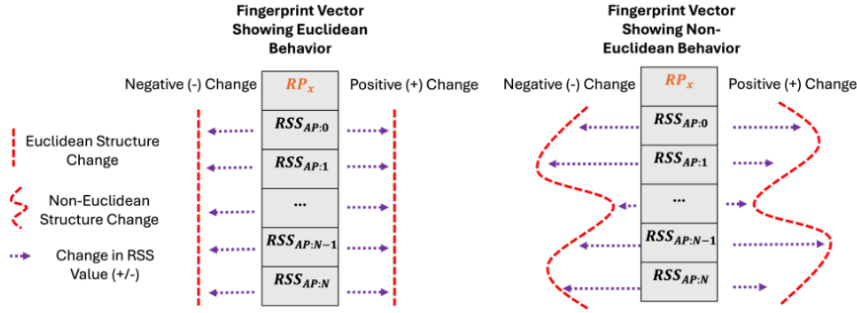 Fingerprint Vector
Showing Euclidean
Behavior
Negative (-) Change
RPₓ
Positive (+) Change
RSS_AP:0
RSS_AP:1
...
RSS_AP:N−1
RSS_AP:N
Euclidean Structure
Change
Non-Euclidean
Structure Change
Change in RSS
Value (+/-)
Fingerprint Vector
Showing Non-
Euclidean Behavior
Negative (-) Change
RPₓ
Positive (+) Change
RSS_AP:0
RSS_AP:1
...
RSS_AP:N−1
RSS_AP:N